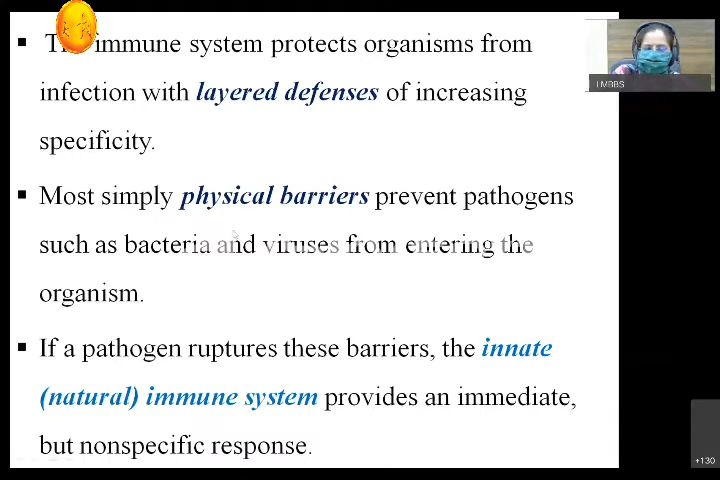 ▪ The immune system protects organisms from
infection with layered defenses of increasing
specificity.
▪ Most simply physical barriers prevent pathogens
such as bacteria and viruses from entering the
organism.
▪ If a pathogen ruptures these barriers, the innate
(natural) immune system provides an immediate,
but nonspecific response.
I MBBS
+130